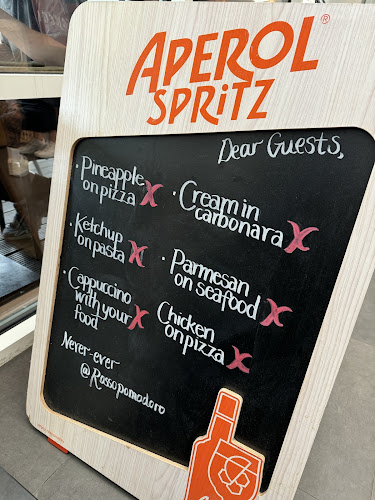 APEROL
SPRiTZ
Dear Guests,
· Pineapple
on pizza X
· Ketchup
on pasta X
· Cappuccino
with your X
food
· Cream in
carbonara X
· Parmesan
on seafood X
Chicken
on pizza X
Never-ever
@Rossopomodoro